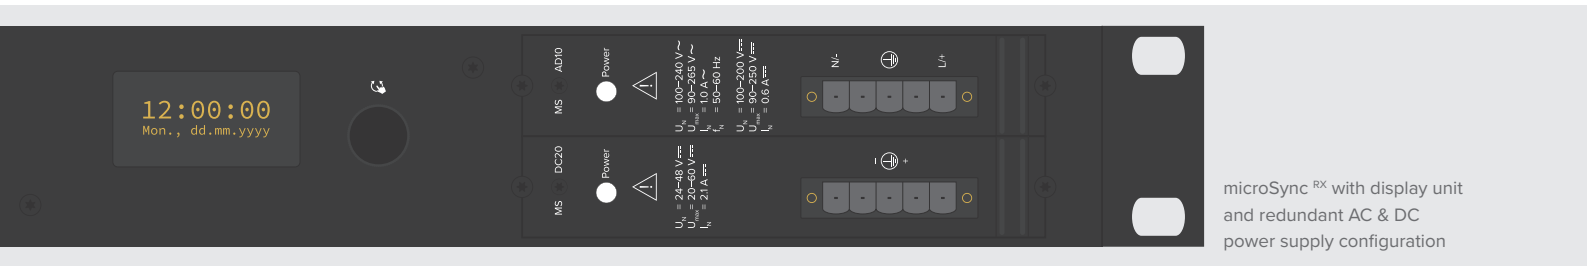 12:00:00
Mon., dd.mm.yyyy
MS AD10
Power
U_N = 100–240 V ~
U_max = 90–265 V ~
I_N = 1.0 A ~
f_N = 50–60 Hz
U_N = 100–200 V ⎓
U_max = 90–250 V ⎓
I_N = 0.6 A ⎓
N/- L/+
MS DC20
Power
U_N = 24–48 V ⎓
U_max = 20–60 V ⎓
I_N = 2.1 A ⎓
– +
microSync ᴿˣ with display unit
and redundant AC & DC
power supply configuration